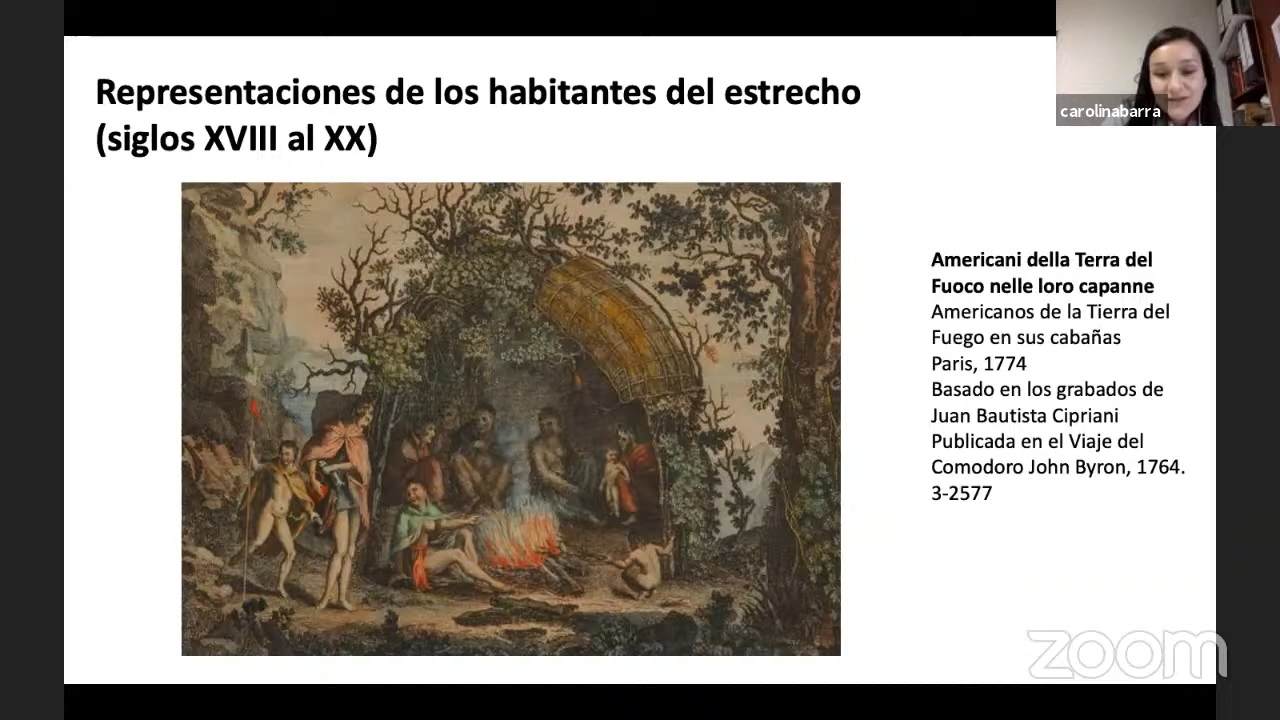 Representaciones de los habitantes del estrecho
(siglos XVIII al XX)
carolinabarra
Americani della Terra del
Fuoco nelle loro capanne
Americanos de la Tierra del
Fuego en sus cabañas
Paris, 1774
Basado en los grabados de
Juan Bautista Cipriani
Publicada en el Viaje del
Comodoro John Byron, 1764.
3-2577
zoom